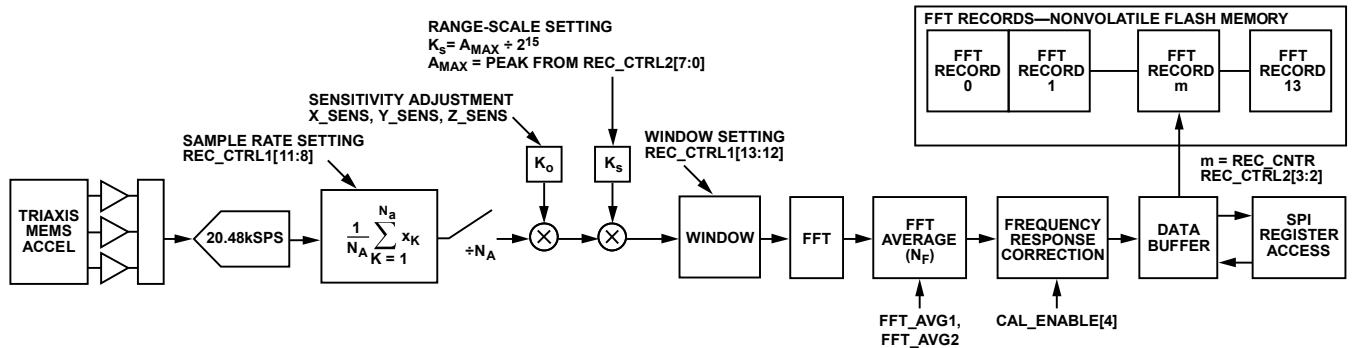 RANGE-SCALE SETTING
Ks= AMAX ÷ 2¹⁵
AMAX = PEAK FROM REC_CTRL2[7:0]
SENSITIVITY ADJUSTMENT
X_SENS, Y_SENS, Z_SENS
SAMPLE RATE SETTING
REC_CTRL1[11:8]
WINDOW SETTING
REC_CTRL1[13:12]
FFT RECORDS—NONVOLATILE FLASH MEMORY
FFT
RECORD
0
FFT
RECORD
1
FFT
RECORD
m
FFT
RECORD
13
m = REC_CNTR
REC_CTRL2[3:2]
Ko
Ks
TRIAXIS
MEMS
ACCEL
20.48kSPS
Na
1
∑ xK
NA
K = 1
÷NA
×
×
WINDOW
FFT
FFT
AVERAGE
(NF)
FREQUENCY
RESPONSE
CORRECTION
DATA
BUFFER
SPI
REGISTER
ACCESS
FFT_AVG1,
FFT_AVG2
CAL_ENABLE[4]